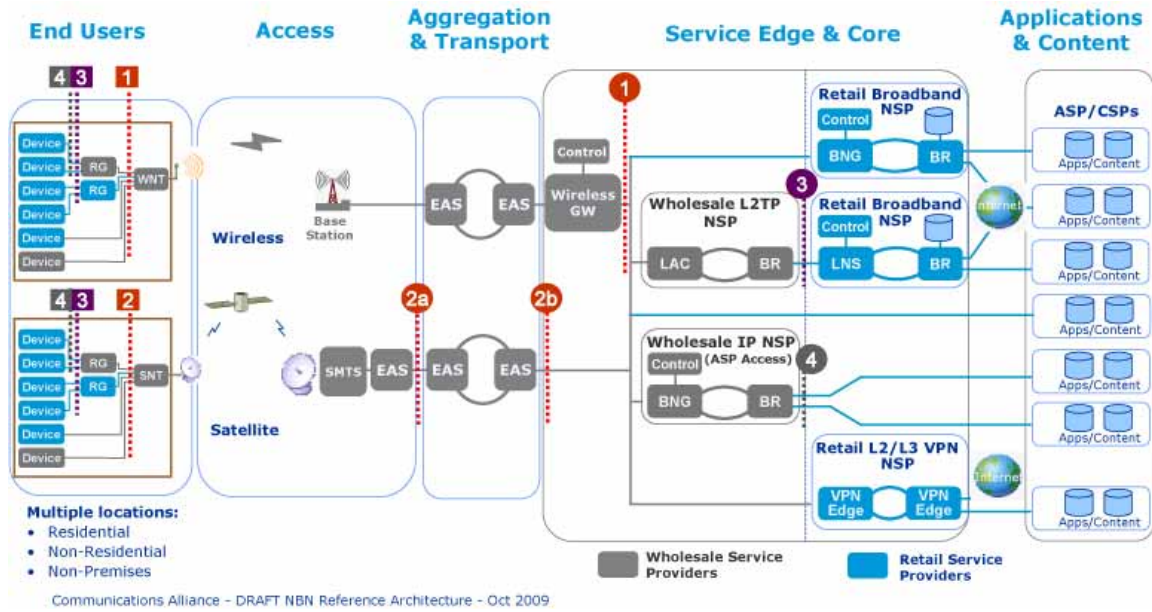 End Users
Access
Aggregation
& Transport
Service Edge & Core
Applications
& Content
4
3
1
Device
Device
Device
Device
Device
Device
RG
RG
WNT
Wireless
Base
Station
EAS
EAS
Control
Wireless
GW
1
Retail Broadband
NSP
Control
BNG
BR
Wholesale L2TP
NSP
LAC
BR
3
Retail Broadband
NSP
Control
LNS
BR
Internet
ASP/CSPs
Apps/Content
Apps/Content
Apps/Content
Apps/Content
Apps/Content
Apps/Content
Apps/Content
4
3
2
Device
Device
Device
Device
Device
Device
RG
RG
SNT
Satellite
SMTS
EAS
2a
EAS
EAS
2b
Wholesale IP NSP
(ASP Access)
Control
BNG
BR
4
Retail L2/L3 VPN
NSP
VPN
Edge
VPN
Edge
Internet
Multiple locations:
• Residential
• Non-Residential
• Non-Premises
Wholesale Service
Providers
Retail Service
Providers
Communications Alliance – DRAFT NBN Reference Architecture - Oct 2009